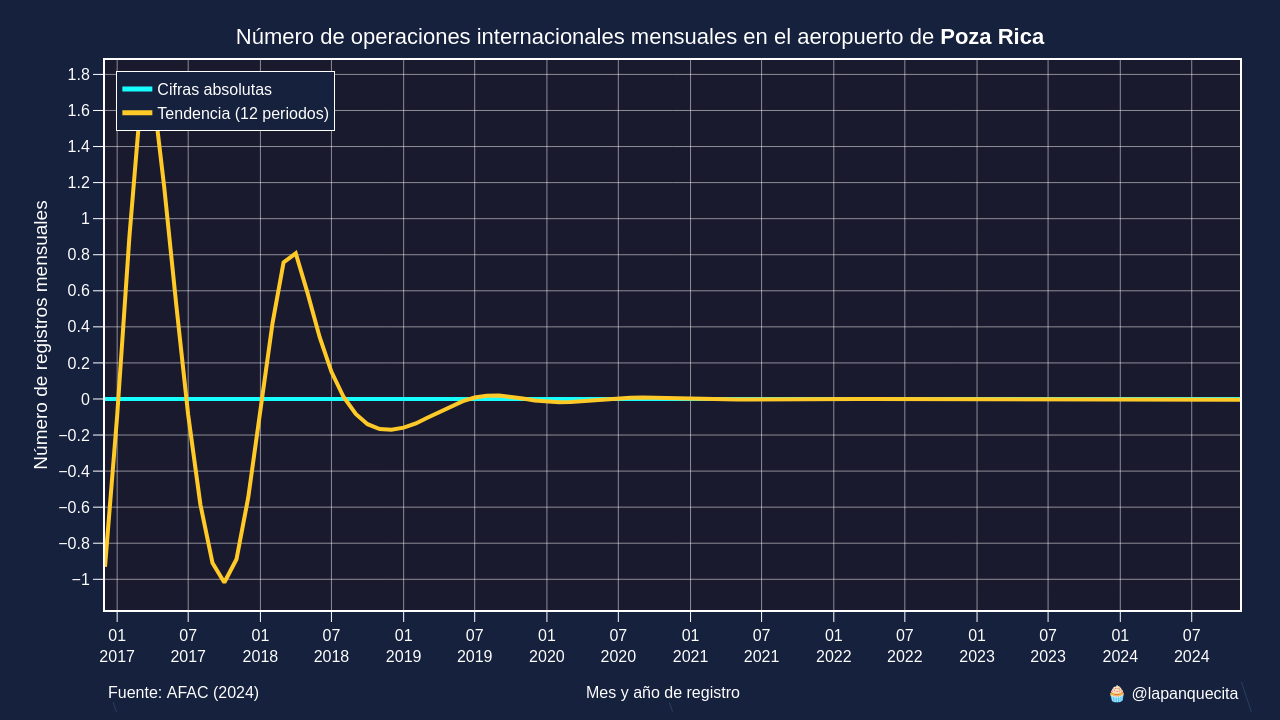 Número de operaciones internacionales mensuales en el aeropuerto de Poza Rica
Cifras absolutas
Tendencia (12 periodos)
Número de registros mensuales
1.8
1.6
1.4
1.2
1
0.8
0.6
0.4
0.2
0
−0.2
−0.4
−0.6
−0.8
−1
01 07 01 07 01 07 01 07 01 07 01 07 01 07 01 07
2017 2017 2018 2018 2019 2019 2020 2020 2021 2021 2022 2022 2023 2023 2024 2024
Fuente: AFAC (2024) Mes y año de registro 🧁 @lapanquecita